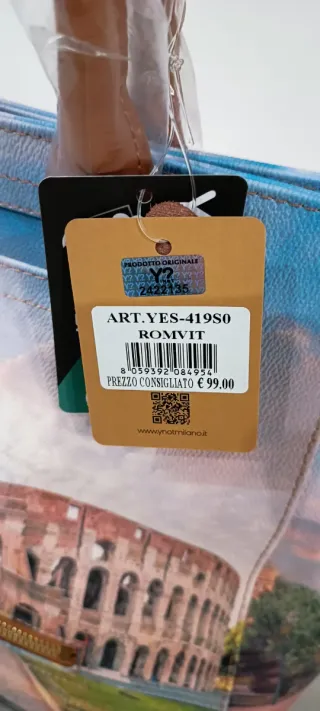 PRODOTTO ORIGINALE
Y?
2422135
ART.YES-419S0
ROMVIT
8 059392 084954
PREZZO CONSIGLIATO € 99.00
www.ynotmilano.it